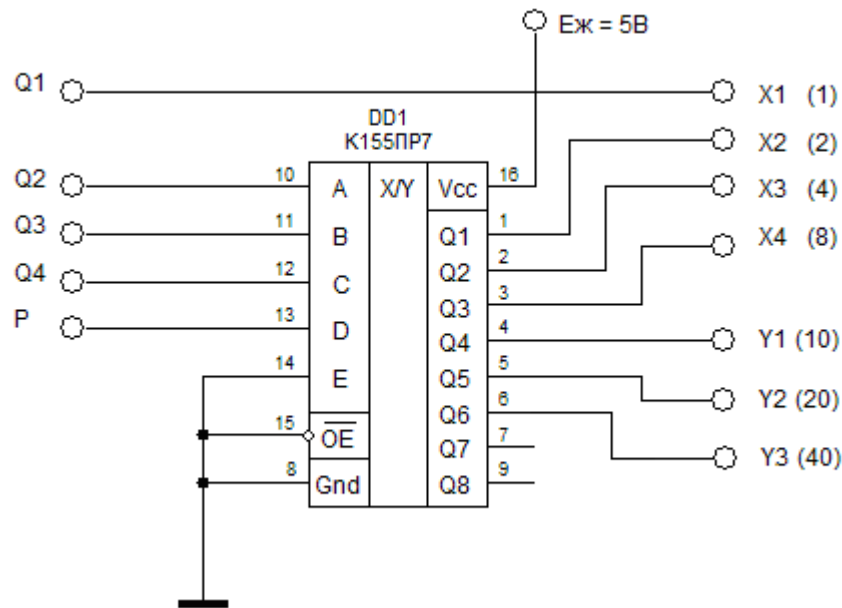 Eж = 5В
Q1
X1 (1)
DD1
К155ПР7
X2 (2)
Q2
10
A
X/Y
Vcc
16
X3 (4)
Q3
11
B
Q1
1
X4 (8)
Q4
12
C
Q2
2
Q3
3
P
13
D
Q4
4
Y1 (10)
14
E
Q5
5
Y2 (20)
15
OE
Q6
6
Q7
7
Y3 (40)
8
Gnd
Q8
9